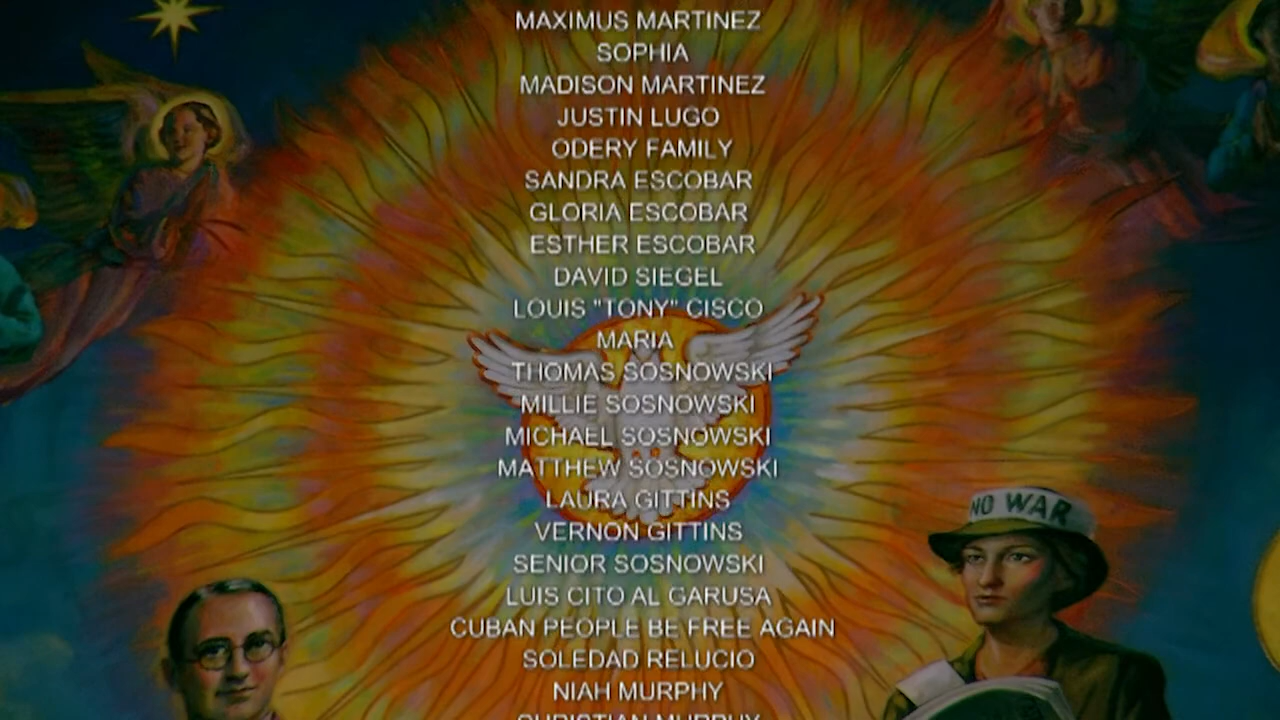 MAXIMUS MARTINEZ
SOPHIA
MADISON MARTINEZ
JUSTIN LUGO
ODERY FAMILY
SANDRA ESCOBAR
GLORIA ESCOBAR
ESTHER ESCOBAR
DAVID SIEGEL
LOUIS "TONY" CISCO
MARIA
THOMAS SOSNOWSKI
MILLIE SOSNOWSKI
MICHAEL SOSNOWSKI
MATTHEW SOSNOWSKI
LAURA GITTINS
NO WAR
VERNON GITTINS
SENIOR SOSNOWSKI
LUIS CITO AL GARUSA
CUBAN PEOPLE BE FREE AGAIN
SOLEDAD RELUCIO
NIAH MURPHY
CHRISTIAN MURPHY